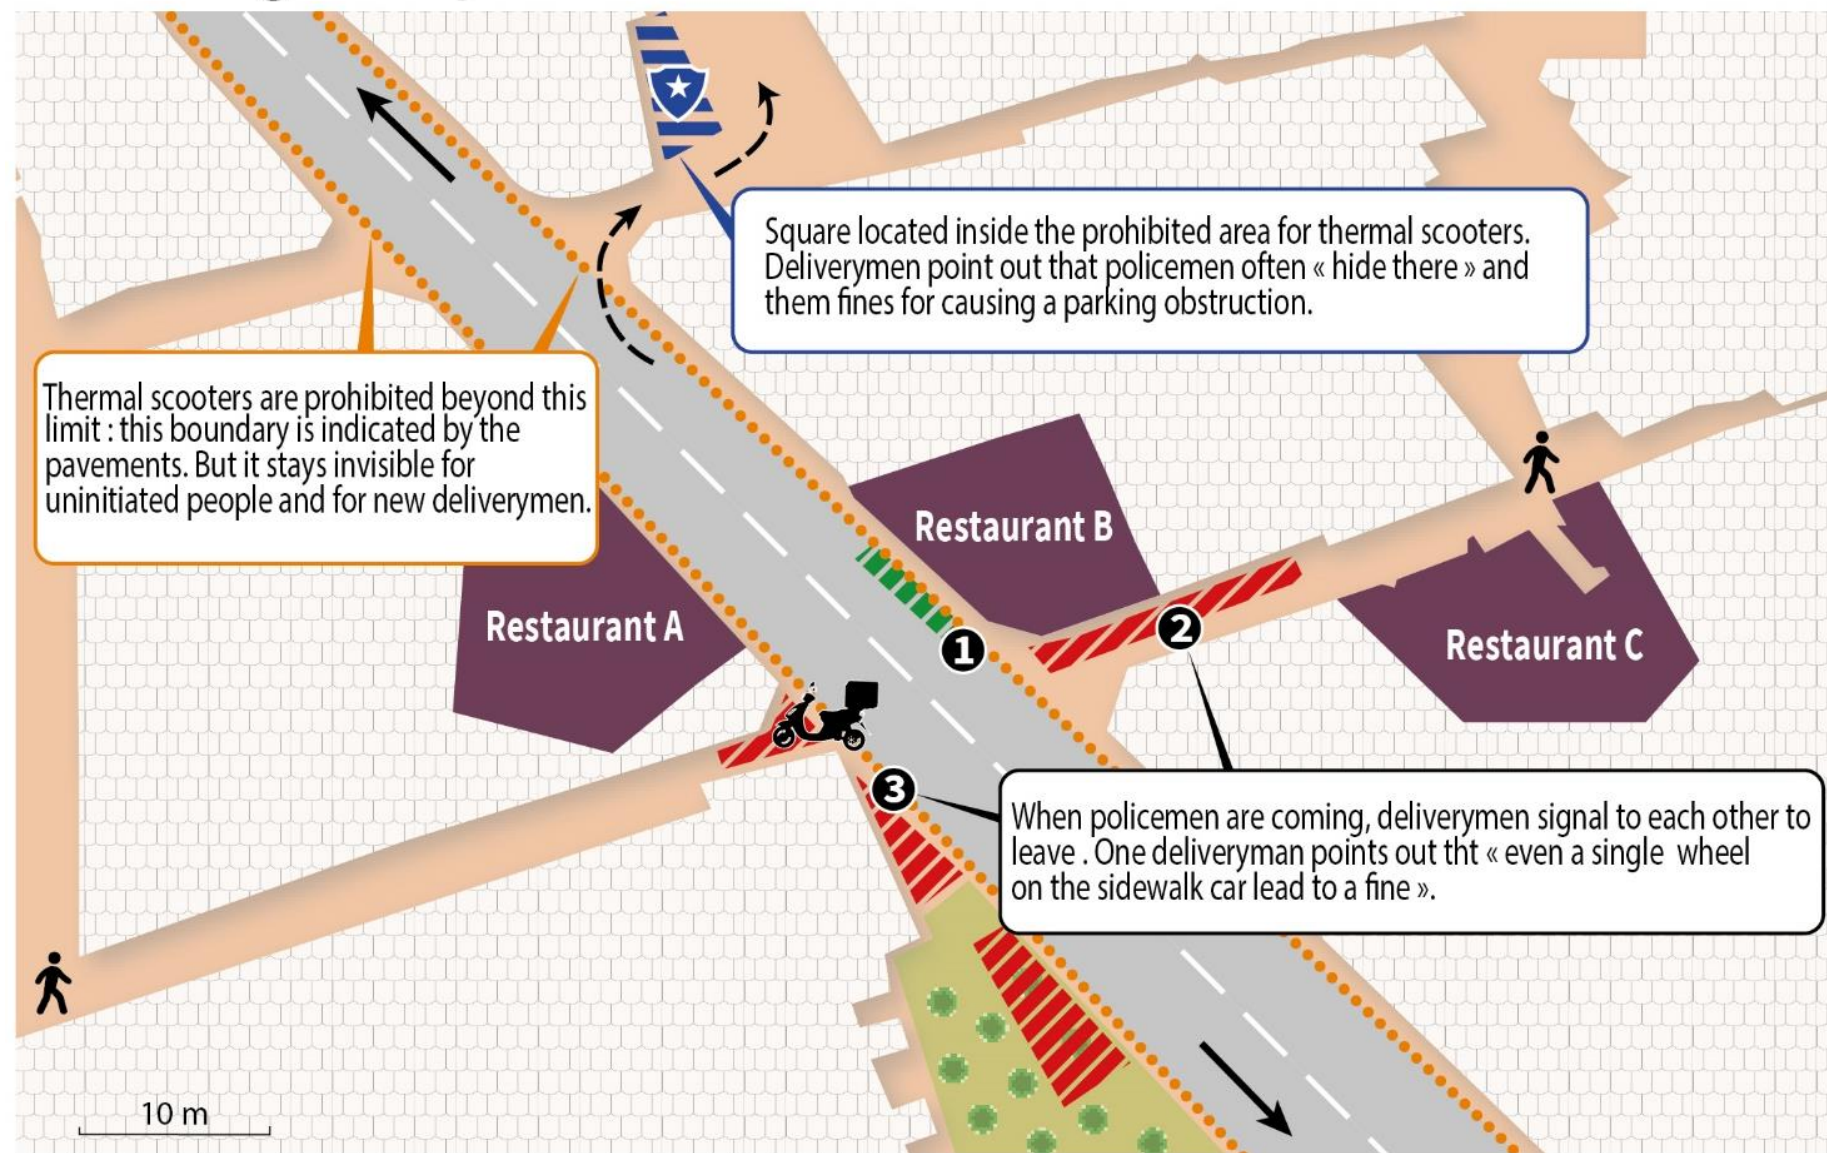 Square located inside the prohibited area for thermal scooters.
Deliverymen point out that policemen often « hide there » and
them fines for causing a parking obstruction.
Thermal scooters are prohibited beyond this
limit : this boundary is indicated by the
pavements. But it stays invisible for
uninitiated people and for new deliverymen.
Restaurant B
Restaurant A
Restaurant C
1
2
3
When policemen are coming, deliverymen signal to each other to
leave . One deliveryman points out tht « even a single wheel
on the sidewalk car lead to a fine ».
10 m